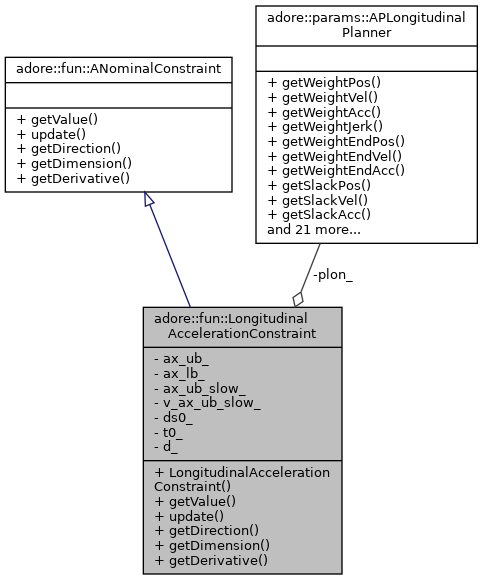 adore::fun::ANominalConstraint
+ getValue()
+ update()
+ getDirection()
+ getDimension()
+ getDerivative()
adore::params::APLongitudinal
Planner
+ getWeightPos()
+ getWeightVel()
+ getWeightAcc()
+ getWeightJerk()
+ getWeightEndPos()
+ getWeightEndVel()
+ getWeightEndAcc()
+ getSlackPos()
+ getSlackVel()
+ getSlackAcc()
and 21 more...
-plon_
adore::fun::Longitudinal
AccelerationConstraint
- ax_ub_
- ax_lb_
- ax_ub_slow_
- v_ax_ub_slow_
- ds0_
- t0_
- d_
+ LongitudinalAcceleration
Constraint()
+ getValue()
+ update()
+ getDirection()
+ getDimension()
+ getDerivative()